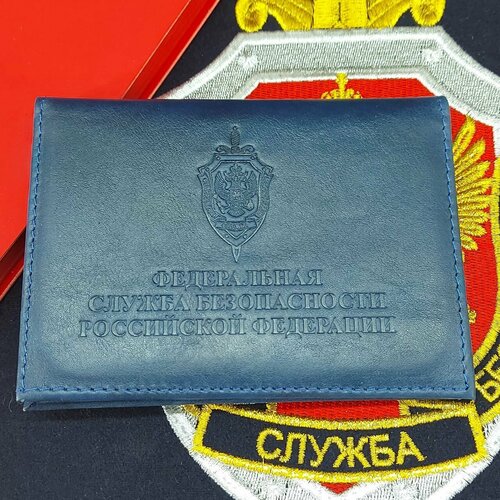 ФЕДЕРАЛЬНАЯ
СЛУЖБА БЕЗОПАСНОСТИ
РОССИЙСКОЙ ФЕДЕРАЦИИ
СЛУЖБА